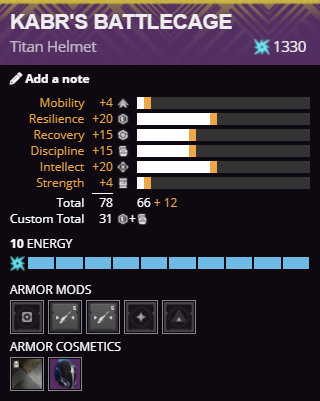 KABR'S BATTLECAGE
Titan Helmet 1330
Add a note
Mobility +4
Resilience +20
Recovery +15
Discipline +15
Intellect +20
Strength +4
Total 78 66 + 12
Custom Total 31 +
10 ENERGY
ARMOR MODS
S S
ARMOR COSMETICS